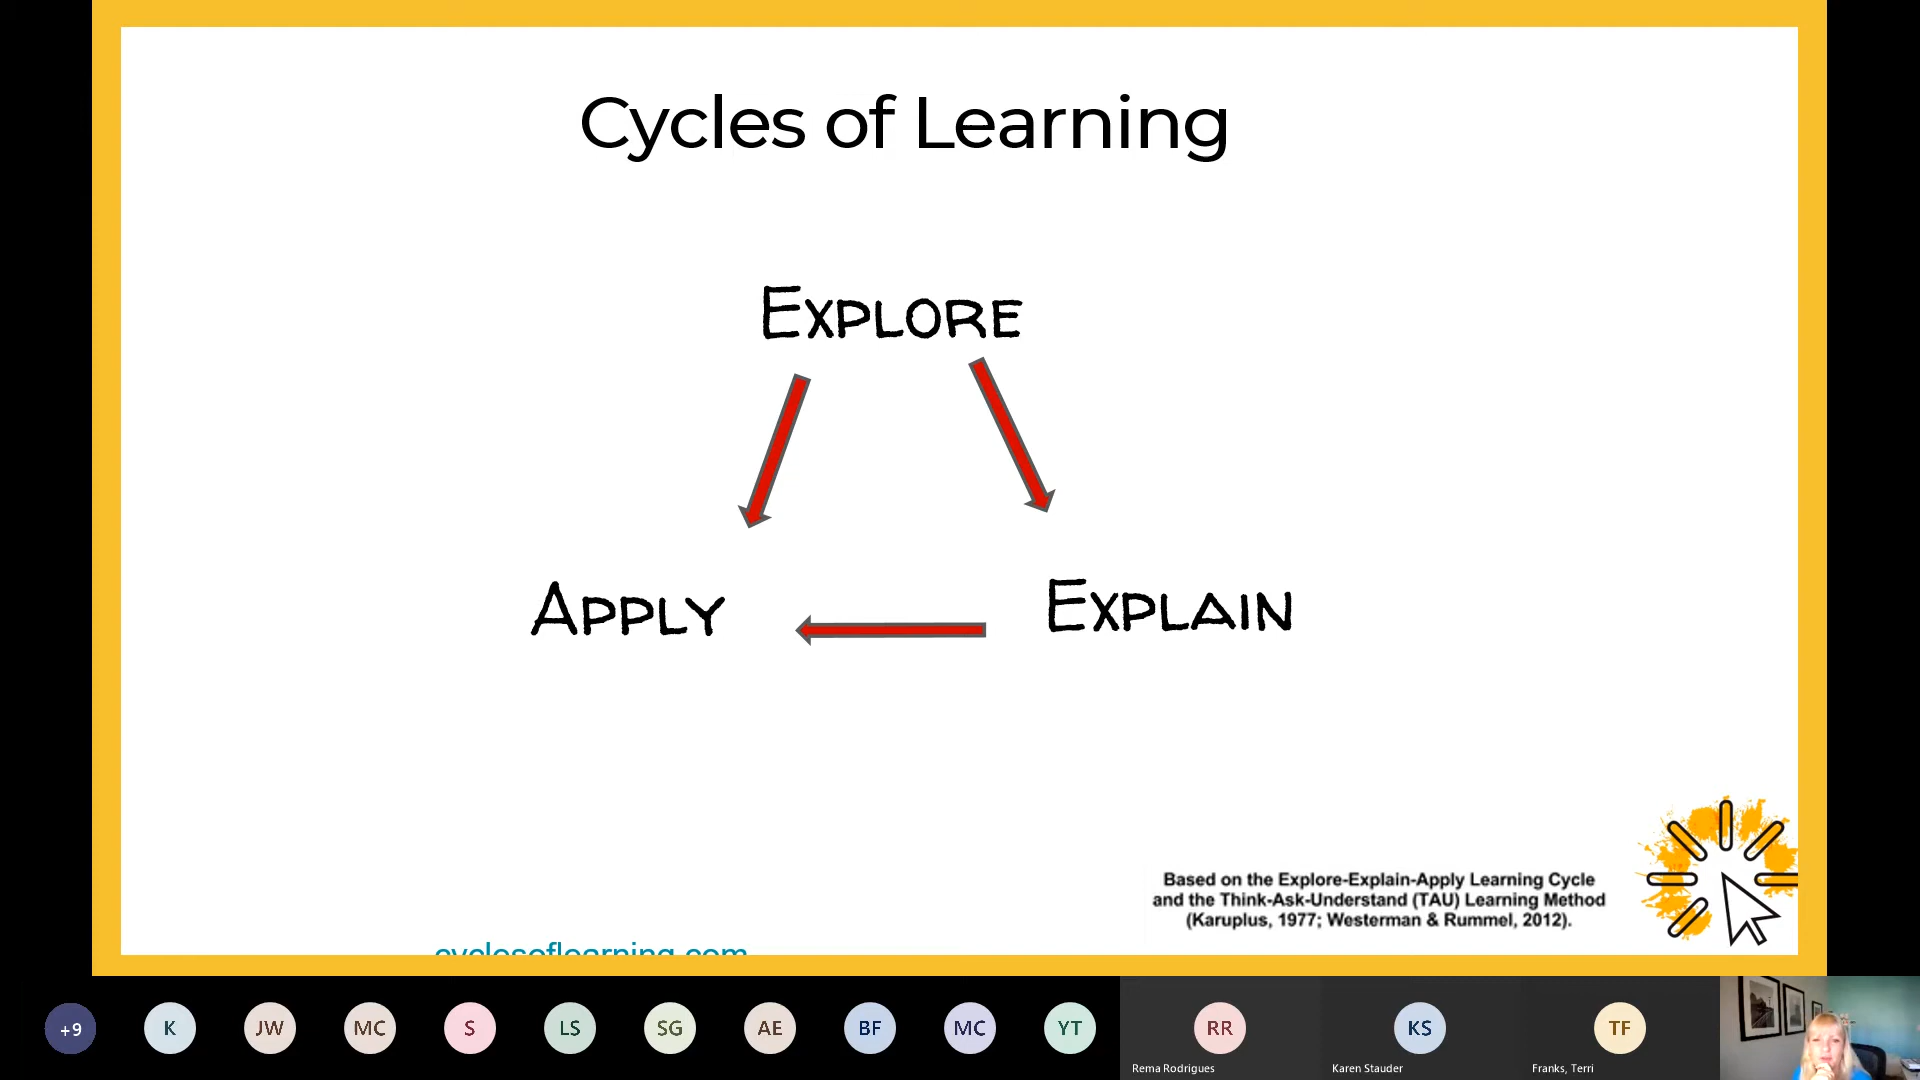 Cycles of Learning
EXPLORE
APPLY
EXPLAIN
Based on the Explore-Explain-Apply Learning Cycle
and the Think-Ask-Understand (TAU) Learning Method
(Karuplus, 1977; Westerman & Rummel, 2012).
cyclesoflearning.com
+9
K
JW
MC
S
LS
SG
AE
BF
MC
YT
RR
KS
TF
Rema Rodrigues
Karen Stauder
Franks, Terri